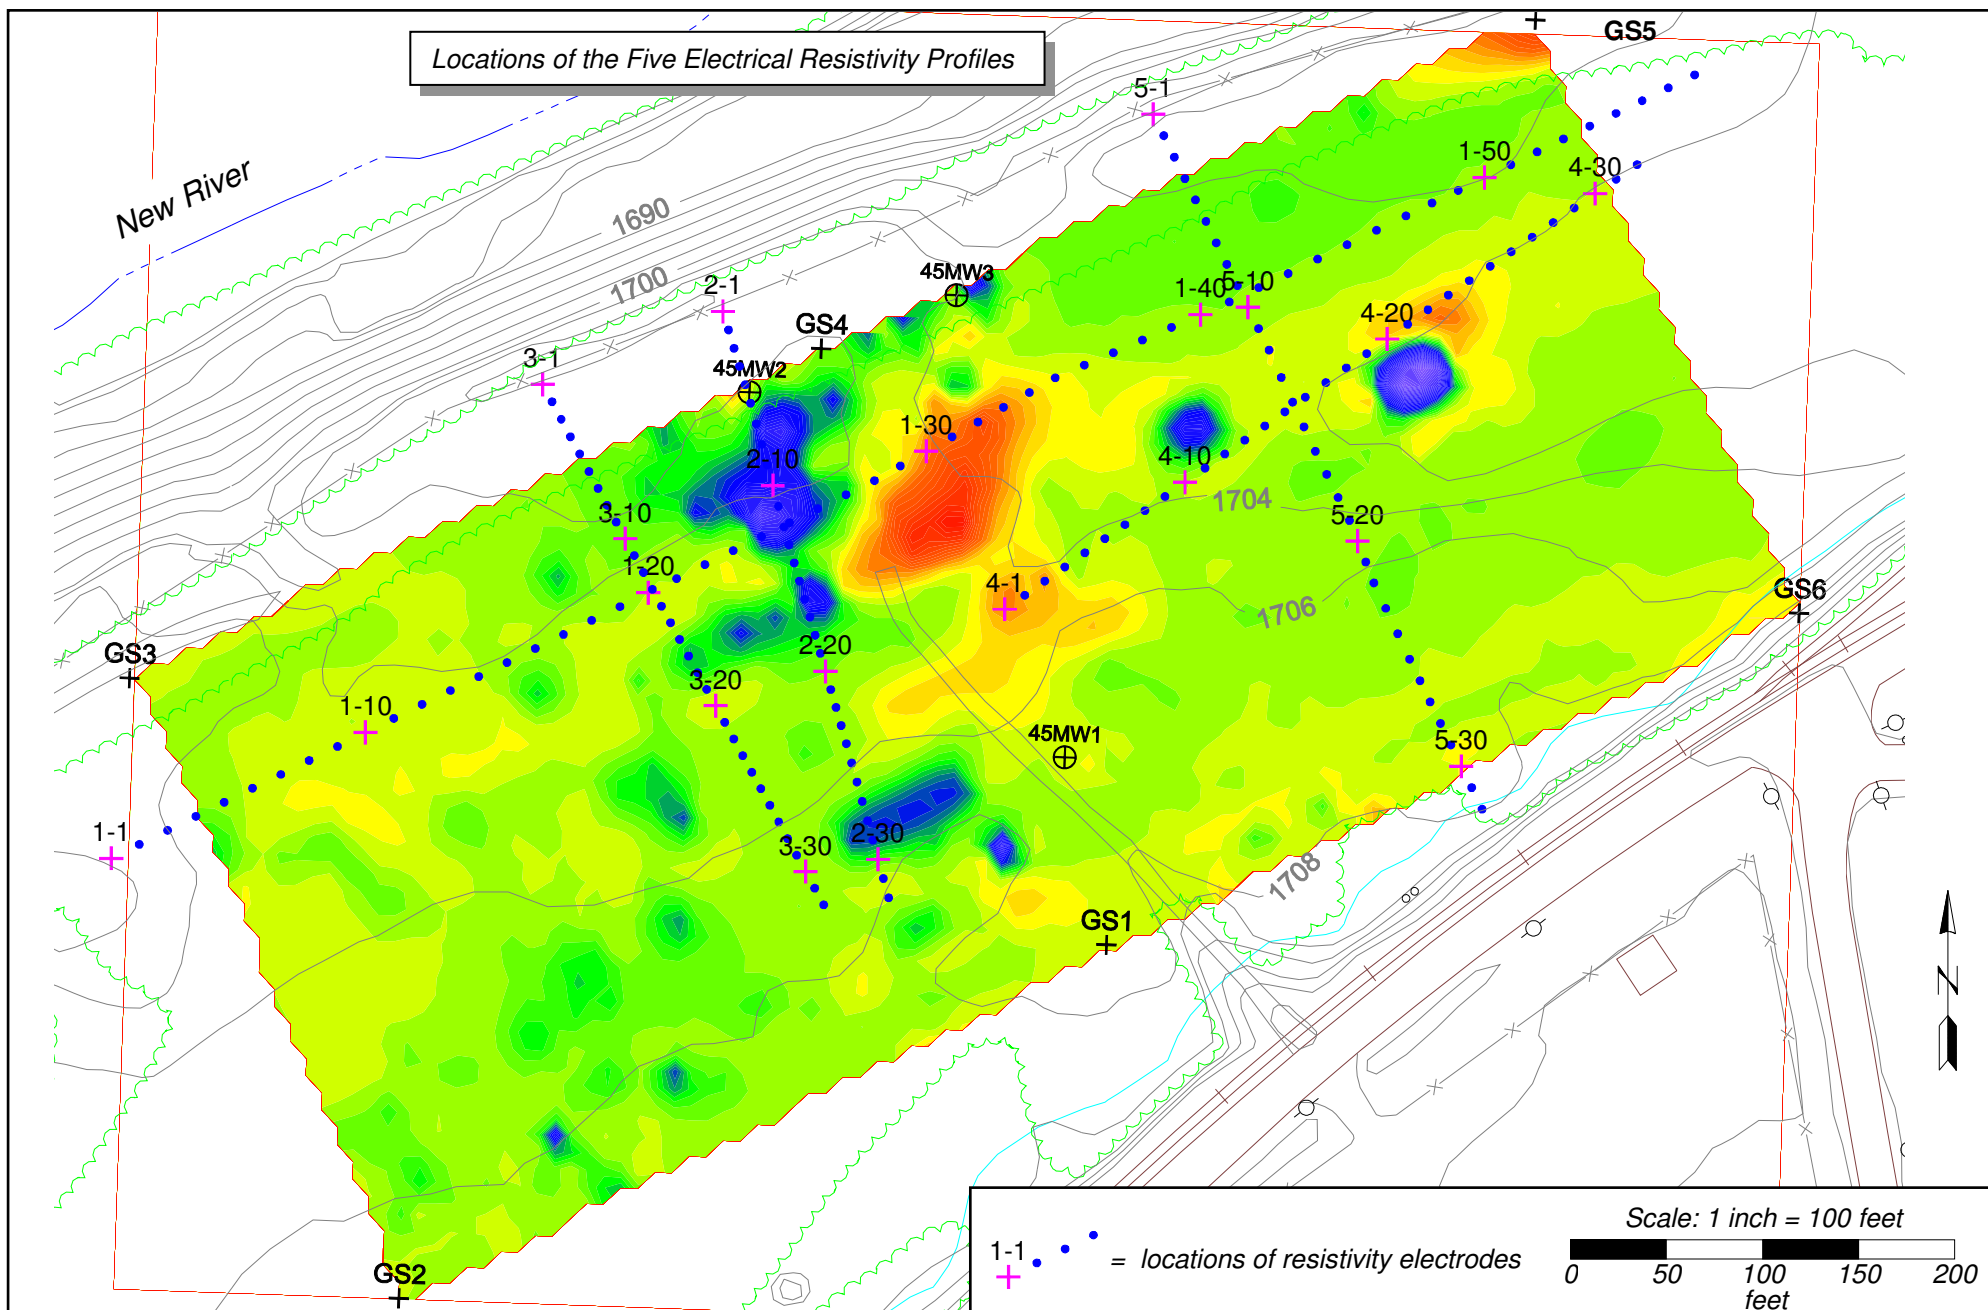 GS5
Locations of the Five Electrical Resistivity Profiles
5-1
1-50
4-30
New River
1690
1700
45MW3
2-1
1-40
5-10
GS4
4-20
3-1
45MW2
1-30
2-10
4-10
1704
3-10
5-20
1-20
4-1
GS6
1706
GS3
2-20
3-20
1-10
45MW1
5-30
1-1
3-30
2-30
1708
GS1
N
GS2
Scale: 1 inch = 100 feet
1-1
= locations of resistivity electrodes
0 50 100 150 200
feet